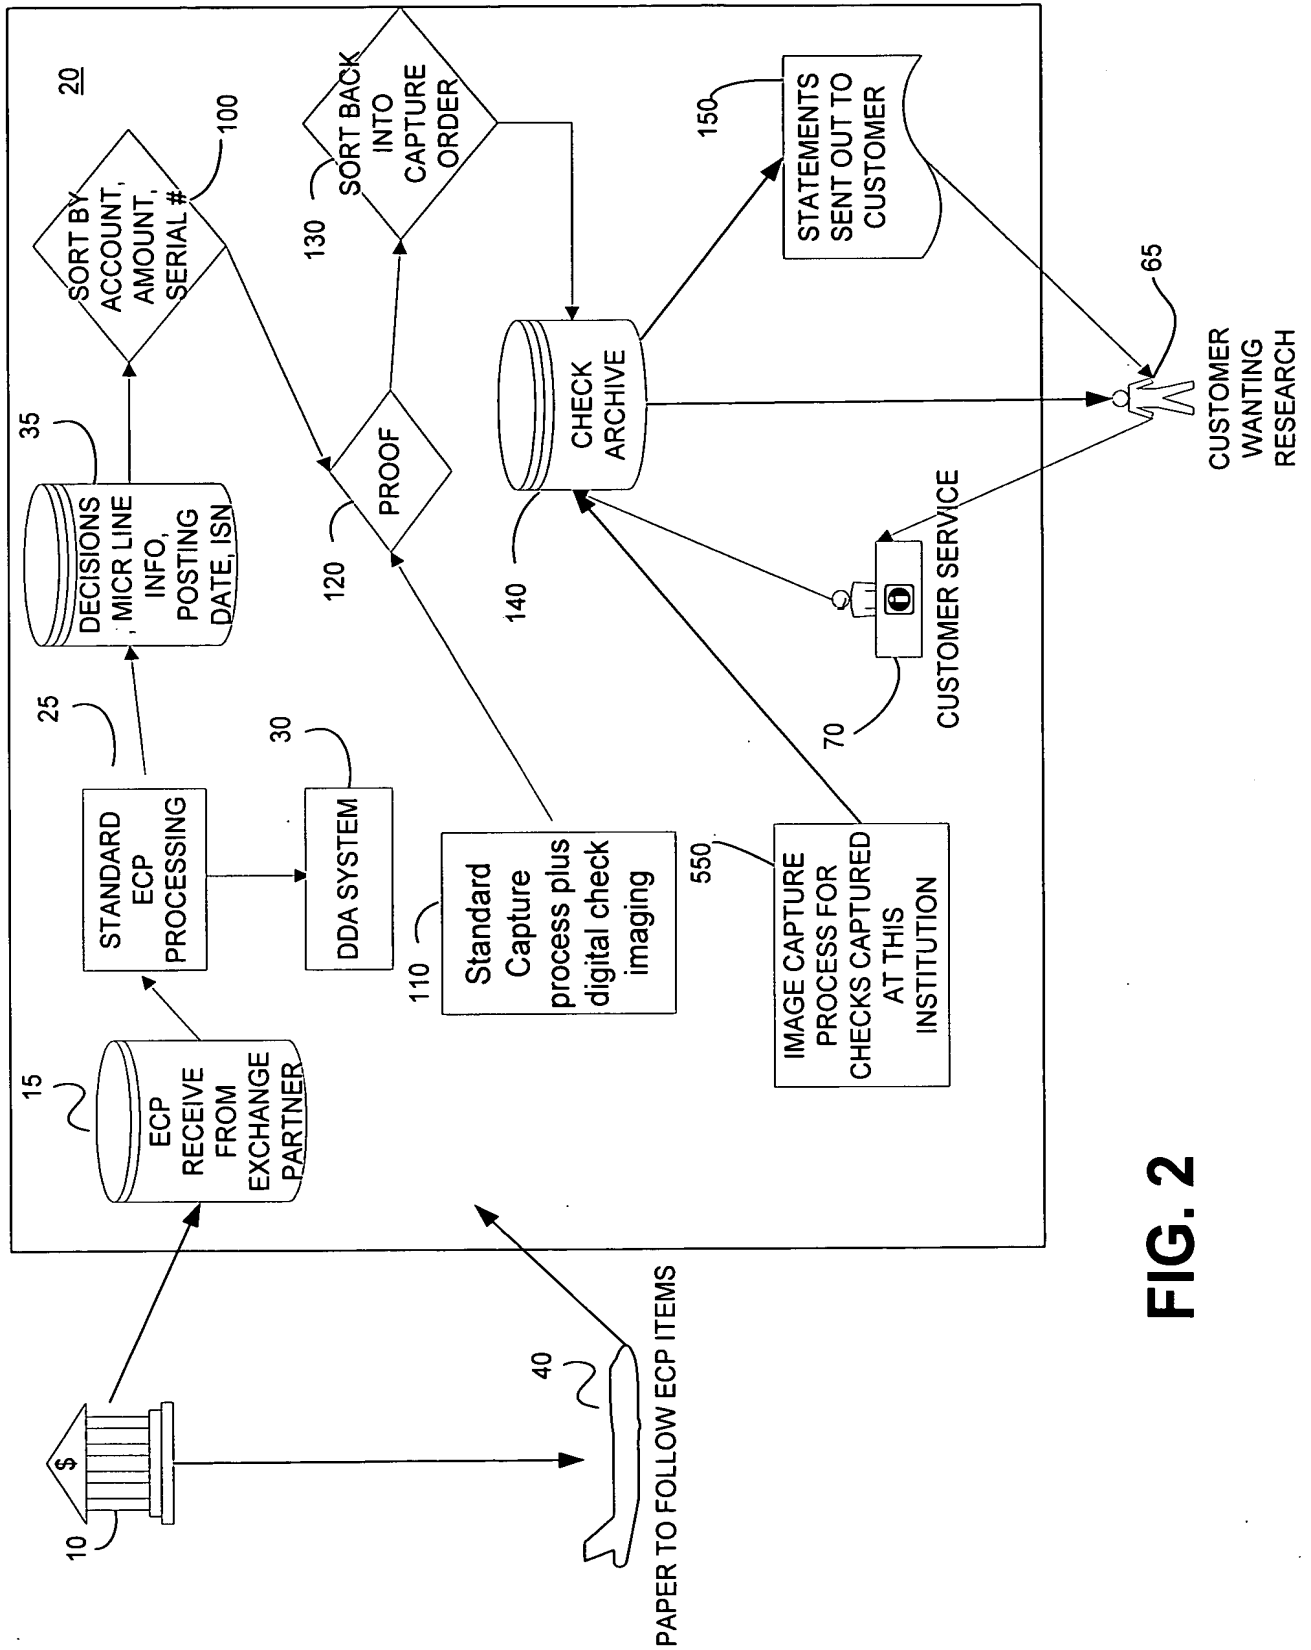 20
10
$
15
ECP
RECEIVE
FROM
EXCHANGE
PARTNER
25
STANDARD
ECP
PROCESSING
30
DDA SYSTEM
35
DECISIONS
, MICR LINE
INFO,
POSTING
DATE, ISN
100
SORT BY
ACCOUNT,
AMOUNT,
SERIAL #
40
PAPER TO FOLLOW ECP ITEMS
110
Standard
Capture
process plus
digital check
imaging
120
PROOF
130
SORT BACK
INTO
CAPTURE
ORDER
140
CHECK
ARCHIVE
150
STATEMENTS
SENT OUT TO
CUSTOMER
550
IMAGE CAPTURE
PROCESS FOR
CHECKS CAPTURED
AT THIS
INSTITUTION
70
i
CUSTOMER SERVICE
65
CUSTOMER
WANTING
RESEARCH
FIG. 2